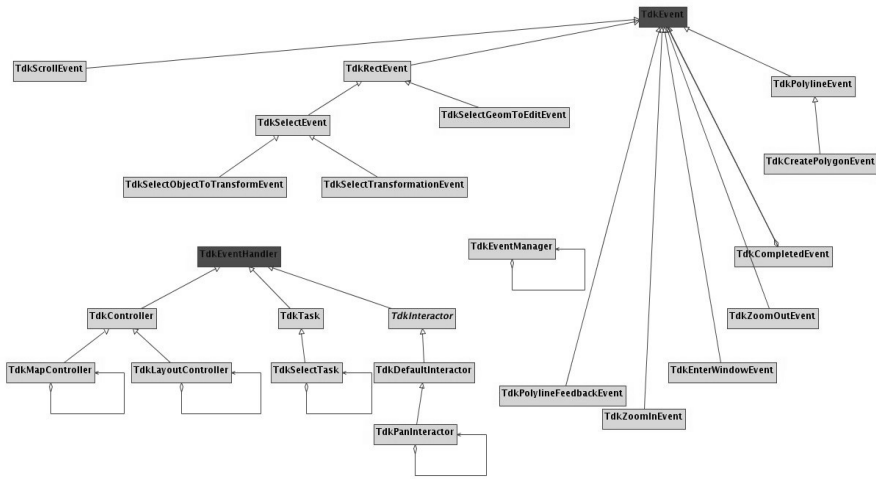 TdkEvent
TdkScrollEvent
TdkRectEvent
TdkPolylineEvent
TdkSelectEvent
TdkSelectGeomToEditEvent
TdkCreatePolygonEvent
TdkSelectObjectToTransformEvent
TdkSelectTransformationEvent
TdkEventHandler
TdkEventManager
TdkCompletedEvent
TdkController
TdkTask
TdkInteractor
TdkZoomOutEvent
TdkMapController
TdkLayoutController
TdkSelectTask
TdkDefaultInteractor
TdkEnterWindowEvent
TdkPolylineFeedbackEvent
TdkZoomInEvent
TdkPanInteractor